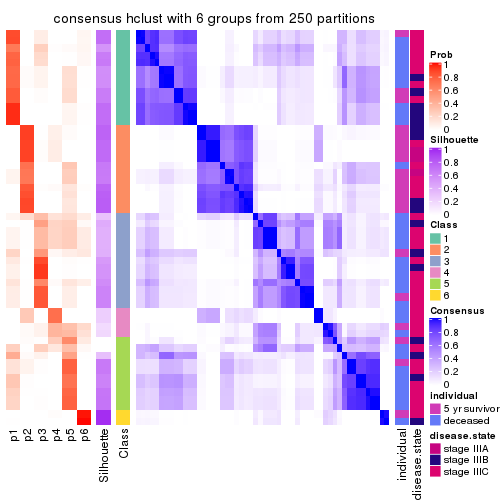 consensus hclust with 6 groups from 250 partitions
Prob
1
0.8
0.6
0.4
0.2
0
Silhouette
1
0.8
0.6
0.4
0.2
0
Class
1
2
3
4
5
6
Consensus
1
0.8
0.6
0.4
0.2
0
individual
5 yr survivor
deceased
disease.state
stage IIIA
stage IIIB
stage IIIC
p1
p2
p3
p4
p5
p6
Silhouette
Class
individual
disease.state